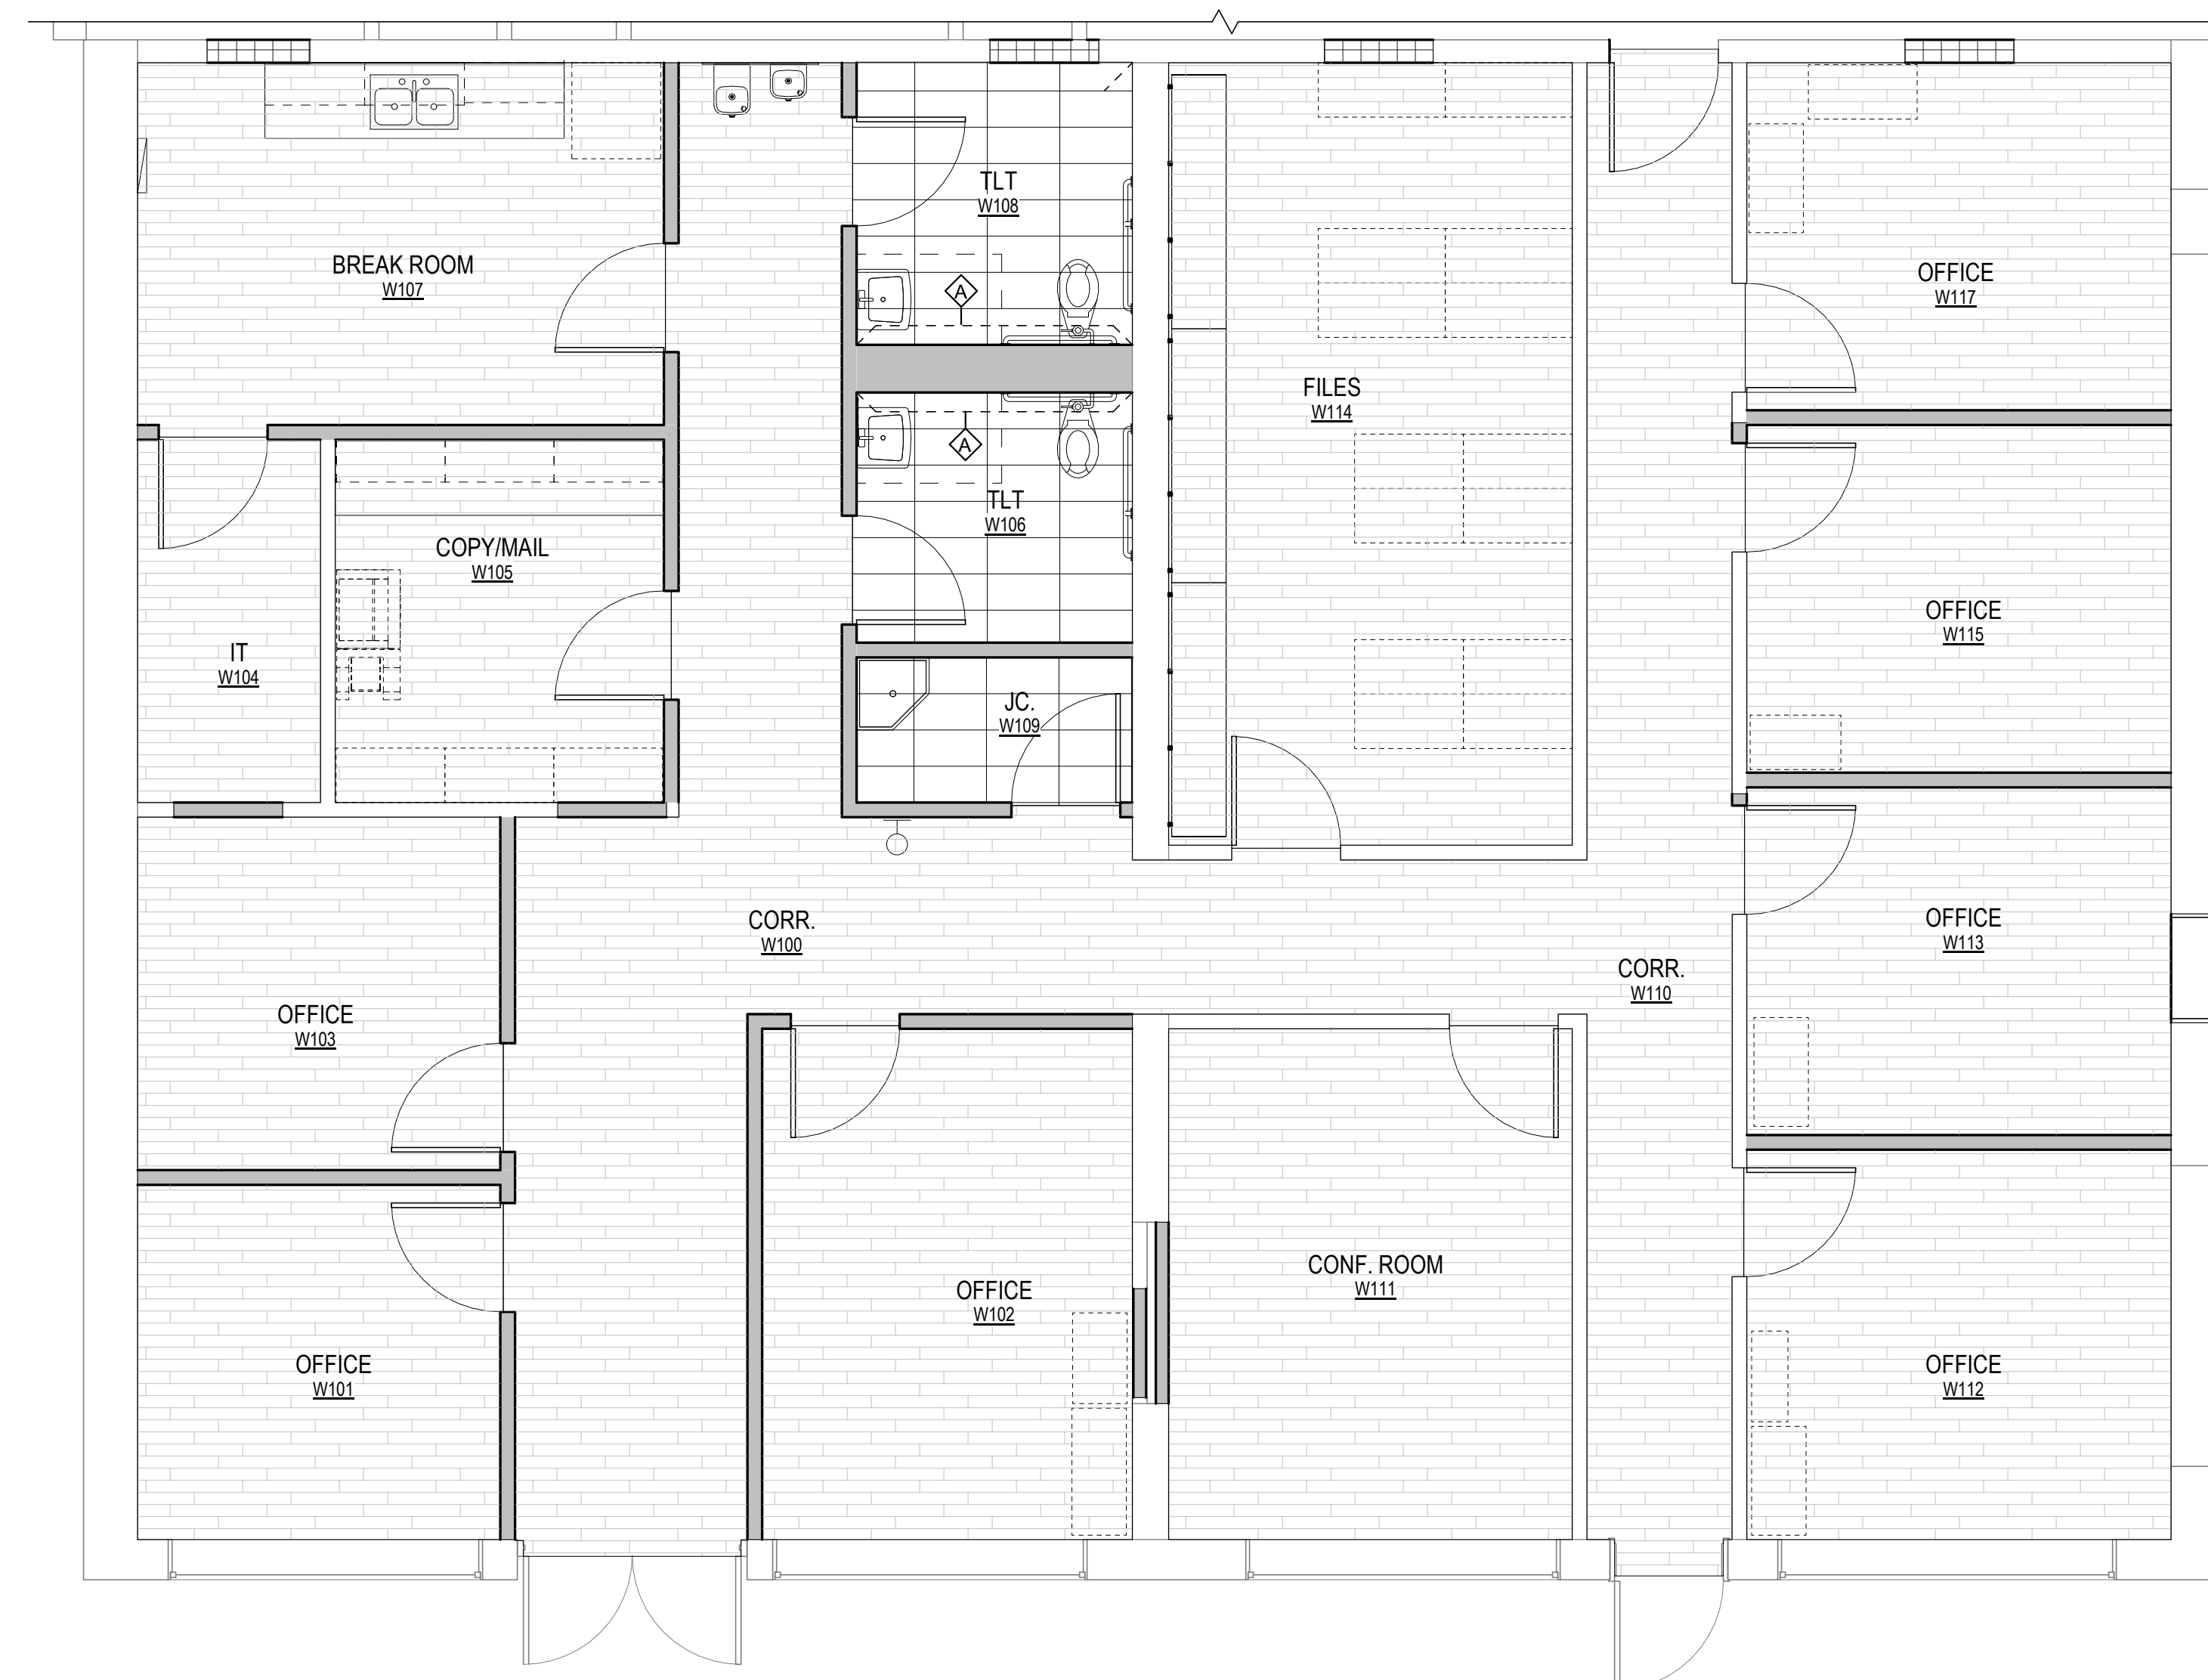 TLT
W108
BREAK ROOM
W107
OFFICE
W117
A
FILES
W114
A
TLT
W106
COPY/MAIL
W105
OFFICE
W115
IT
W104
JC.
W109
CORR.
W100
OFFICE
W113
CORR.
W110
OFFICE
W103
CONF. ROOM
W111
OFFICE
W102
OFFICE
W101
OFFICE
W112